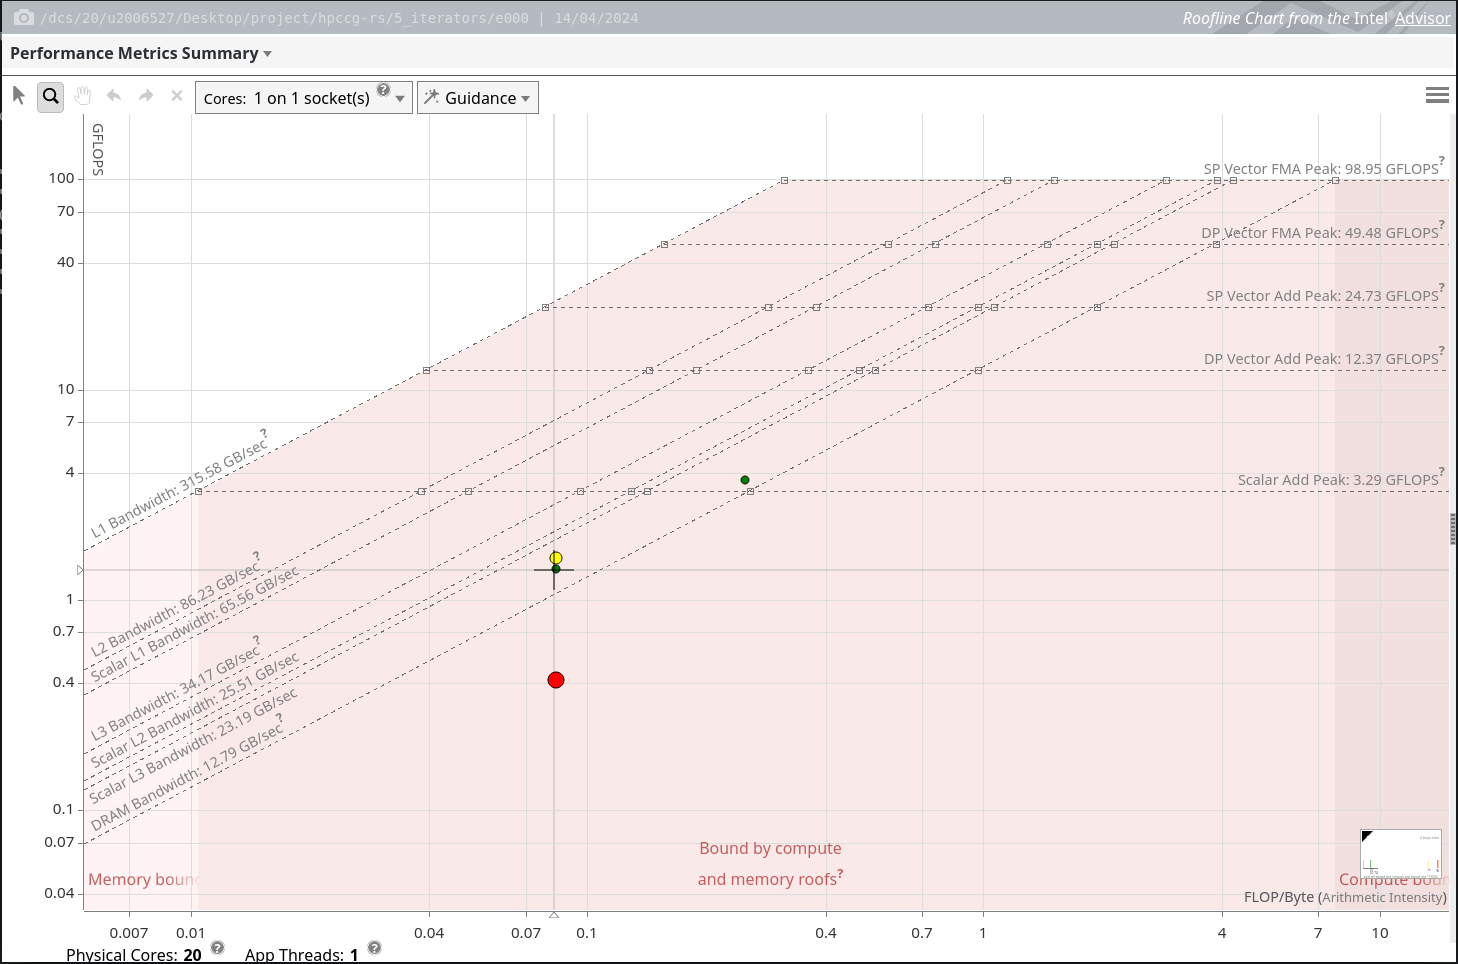 /dcs/20/u2006527/Desktop/project/hpccg-rs/5_iterators/e000 | 14/04/2024
Roofline Chart from the Intel Advisor
Performance Metrics Summary
Cores: 1 on 1 socket(s) ?
Guidance
GFLOPS
SP Vector FMA Peak: 98.95 GFLOPS?
100
70
DP Vector FMA Peak: 49.48 GFLOPS?
40
SP Vector Add Peak: 24.73 GFLOPS?
DP Vector Add Peak: 12.37 GFLOPS?
10
7
4
Scalar Add Peak: 3.29 GFLOPS?
L1 Bandwidth: 315.58 GB/sec?
L2 Bandwidth: 86.23 GB/sec?
Scalar L1 Bandwidth: 65.56 GB/sec
1
0.7
L3 Bandwidth: 34.17 GB/sec?
Scalar L2 Bandwidth: 25.51 GB/sec
0.4
Scalar L3 Bandwidth: 23.19 GB/sec
DRAM Bandwidth: 12.79 GB/sec?
0.1
0.07
Bound by compute
and memory roofs?
Memory boun
Compute boun
0.04
FLOP/Byte (Arithmetic Intensity)
0.007 0.01 0.04 0.07 0.1 0.4 0.7 1 4 7 10
Physical Cores: 20 ? App Threads: 1 ?